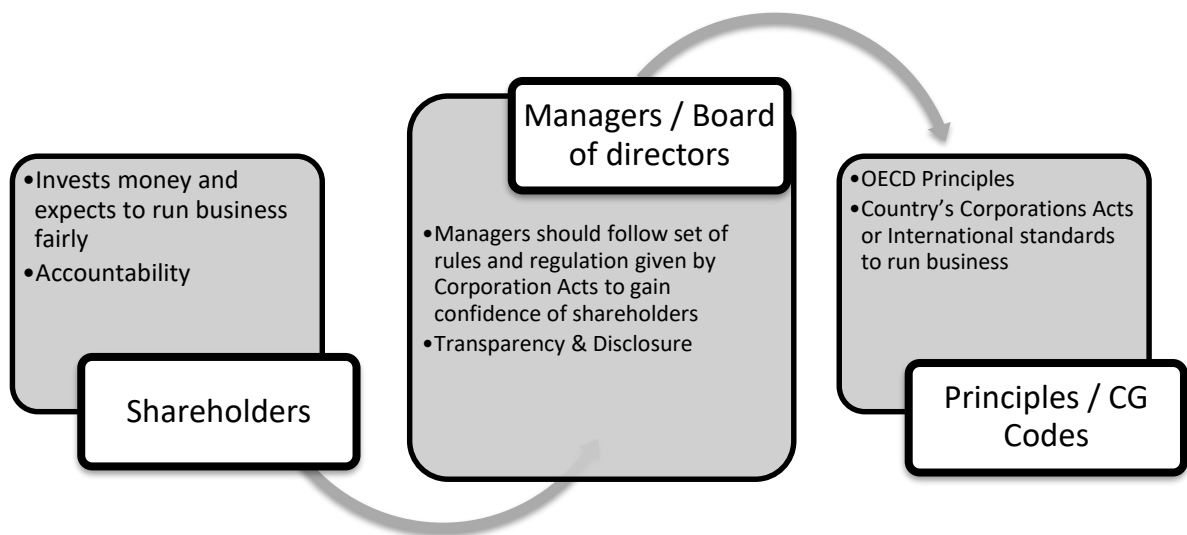 •Invests money and
expects to run business
fairly
•Accountability
Shareholders
Managers / Board
of directors
•Managers should follow set of
rules and regulation given by
Corporation Acts to gain
confidence of shareholders
•Transparency & Disclosure
•OECD Principles
•Country’s Corporations Acts
or International standards
to run business
Principles / CG
Codes